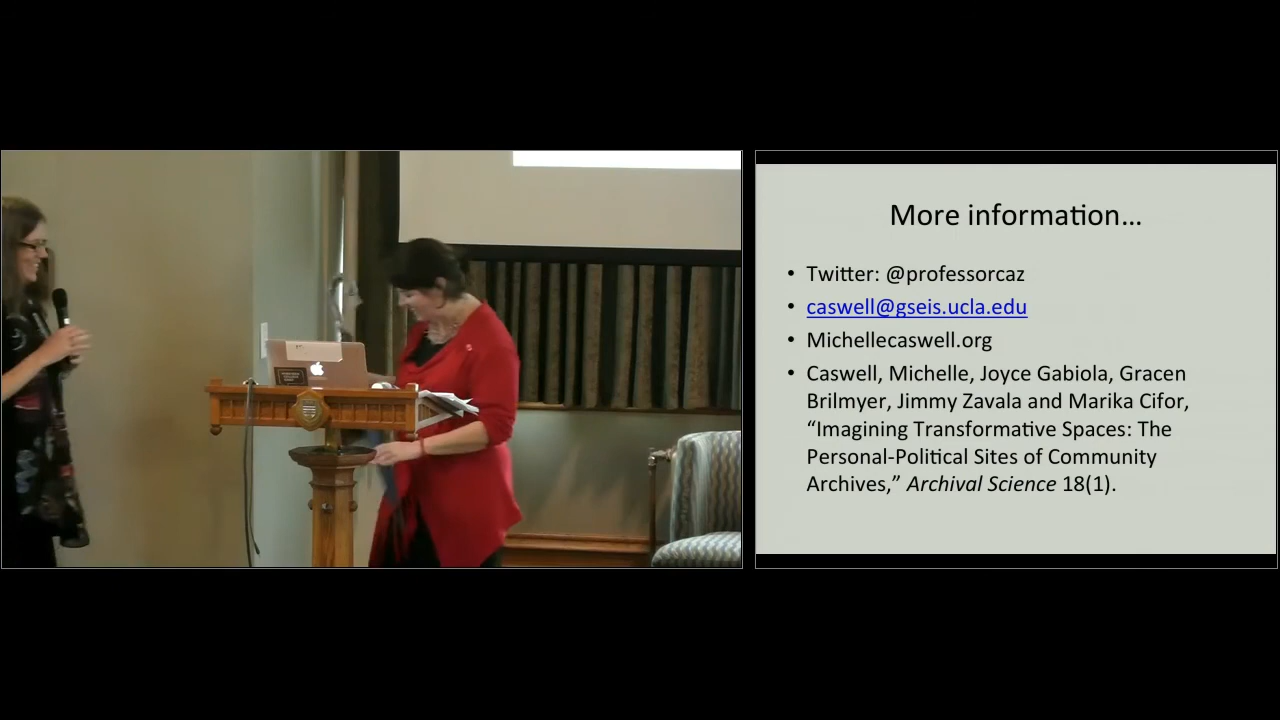 More information...
• Twitter: @professorcaz
• caswell@gseis.ucla.edu
• Michellecaswell.org
• Caswell, Michelle, Joyce Gabiola, Gracen
Brilmyer, Jimmy Zavala and Marika Cifor,
“Imagining Transformative Spaces: The
Personal-Political Sites of Community
Archives,” Archival Science 18(1).